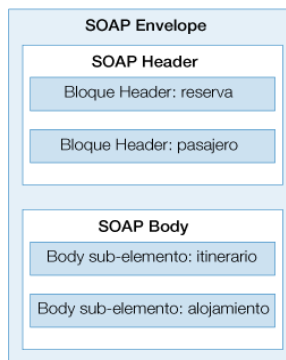 SOAP Envelope
SOAP Header
Bloque Header: reserva
Bloque Header: pasajero
SOAP Body
Body sub-elemento: itinerario
Body sub-elemento: alojamiento